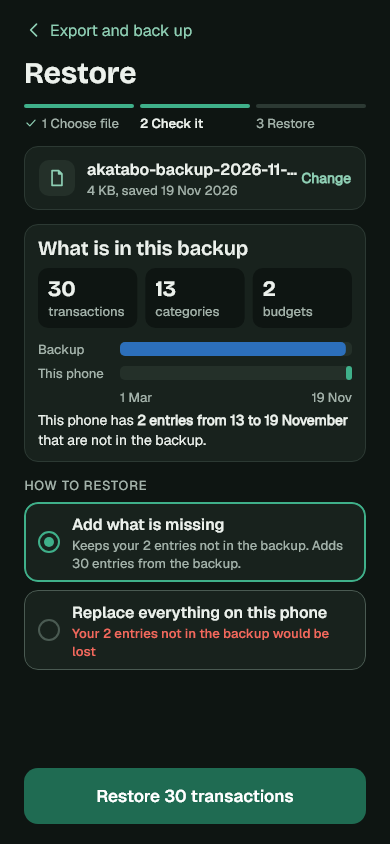 Export and back up
Restore
1 Choose file
2 Check it
3 Restore
akatabo-backup-2026-11-...
Change
4 KB, saved 19 Nov 2026
What is in this backup
30
transactions
13
categories
2
budgets
Backup
This phone
1 Mar
19 Nov
This phone has 2 entries from 13 to 19 November
that are not in the backup.
HOW TO RESTORE
Add what is missing
Keeps your 2 entries not in the backup. Adds
30 entries from the backup.
Replace everything on this phone
Your 2 entries not in the backup would be
lost
Restore 30 transactions